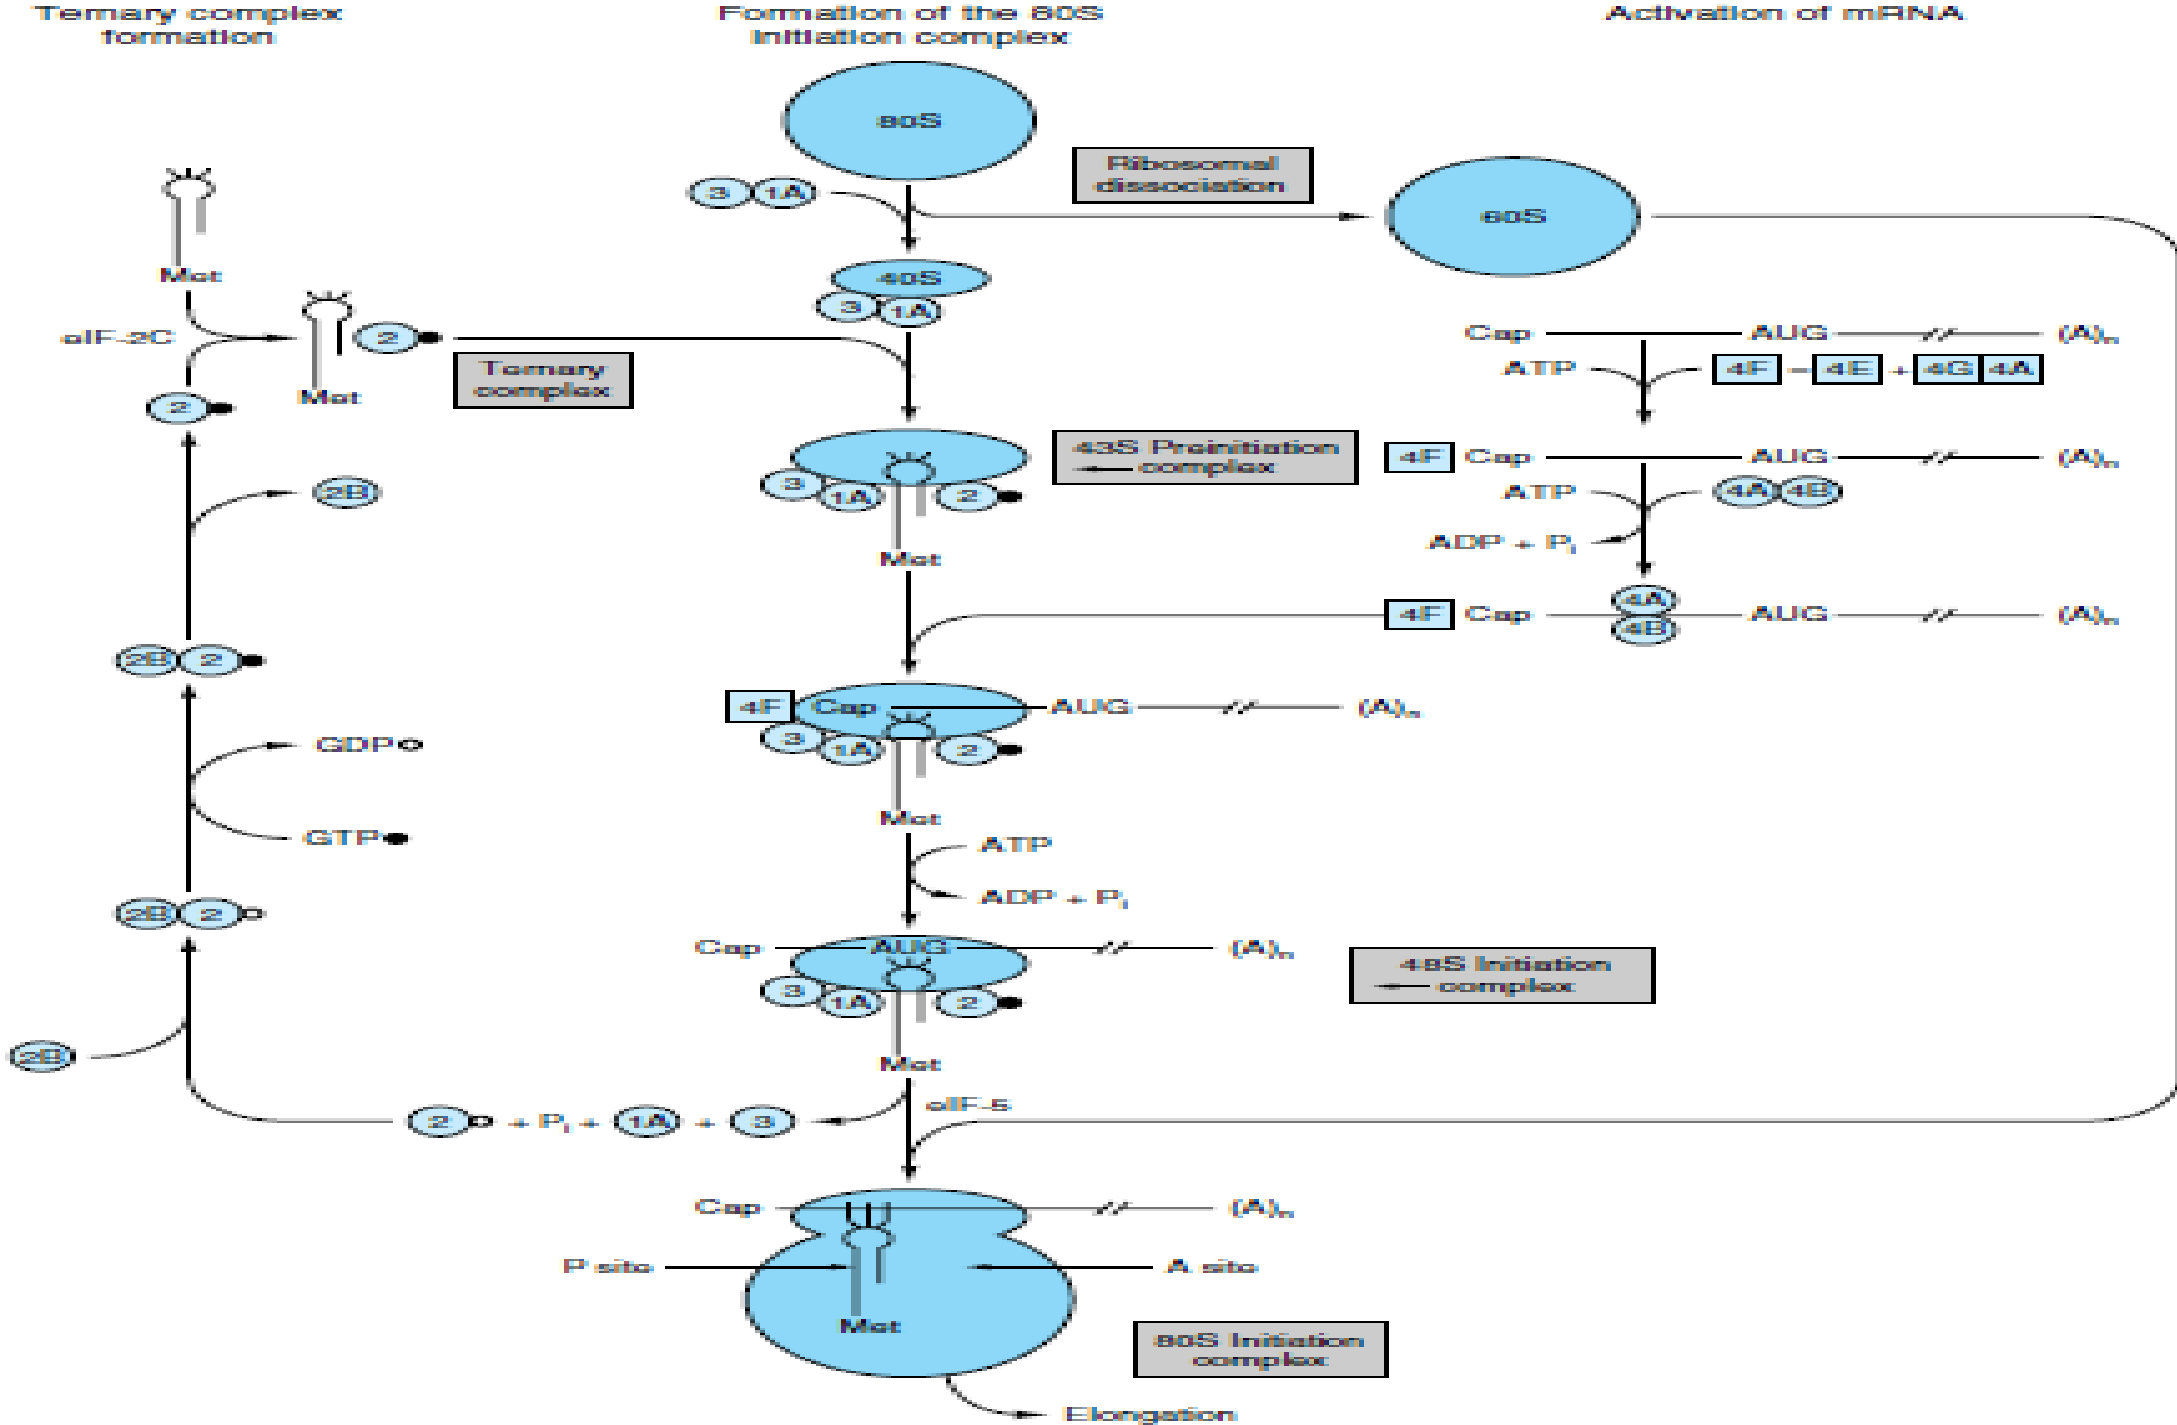 Ternary complex
formation
Formation of the 80S
initiation complex
Activation of mRNA
80S
Ribosomal
dissociation
3 1A
60S
Met
40S
3 1A
eIF-2C
2
Ternary
complex
Met
2
Cap AUG (A)n
ATP 4F – 4E + 4G 4A
43S Preinitiation
complex
3 1A 2
Met
4F Cap AUG (A)n
ATP 4A 4B
ADP + Pi
2B
4A
4F Cap AUG (A)n
4B
2B 2
4F Cap AUG (A)n
3 1A 2
Met
GDP
GTP
ATP
ADP + Pi
2B 2
Cap AUG (A)n
3 1A 2
Met
48S Initiation
complex
2B
eIF-5
2 + Pi + 1A + 3
Cap (A)n
P site
A site
Met
80S Initiation
complex
Elongation